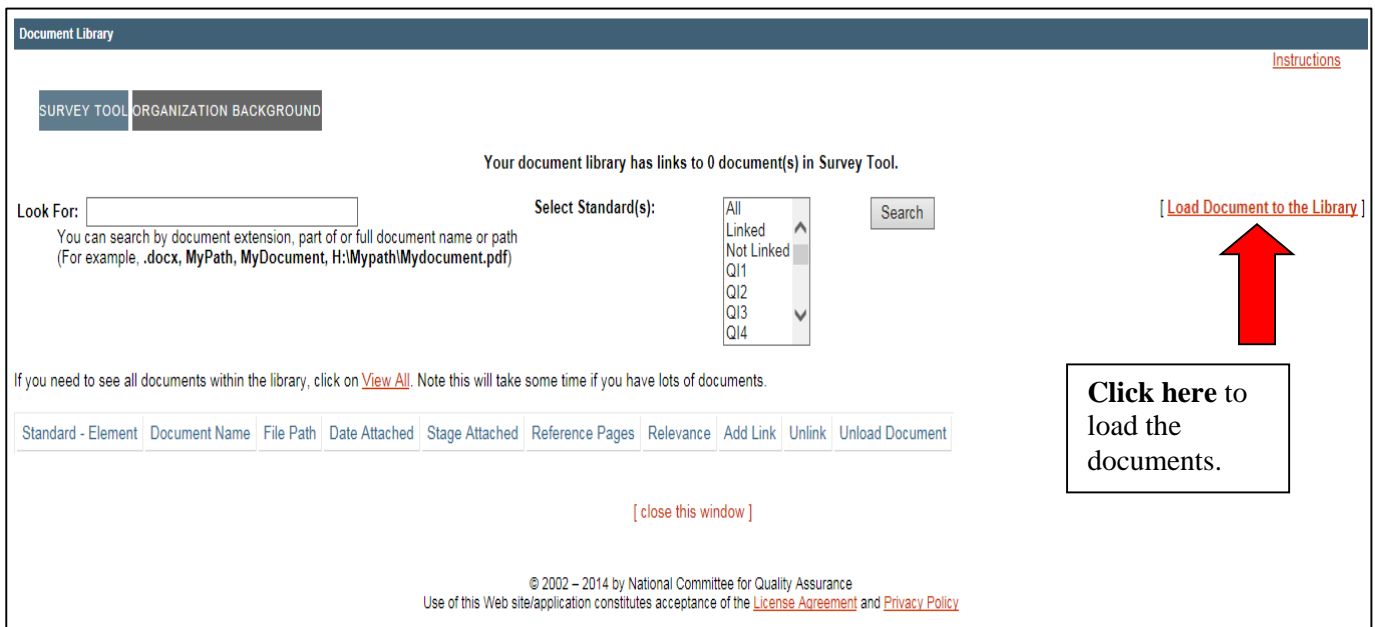 Document Library
Instructions
SURVEY TOOL ORGANIZATION BACKGROUND
Your document library has links to 0 document(s) in Survey Tool.
Look For:
You can search by document extension, part of or full document name or path
(For example, .docx, MyPath, MyDocument, H:\Mypath\Mydocument.pdf)
Select Standard(s):
All
Linked
Not Linked
QI1
QI2
QI3
QI4
Search
[ Load Document to the Library ]
If you need to see all documents within the library, click on View All. Note this will take some time if you have lots of documents.
Click here to
load the
documents.
Standard - Element Document Name File Path Date Attached Stage Attached Reference Pages Relevance Add Link Unlink Unload Document
[ close this window ]
© 2002 – 2014 by National Committee for Quality Assurance
Use of this Web site/application constitutes acceptance of the License Agreement and Privacy Policy